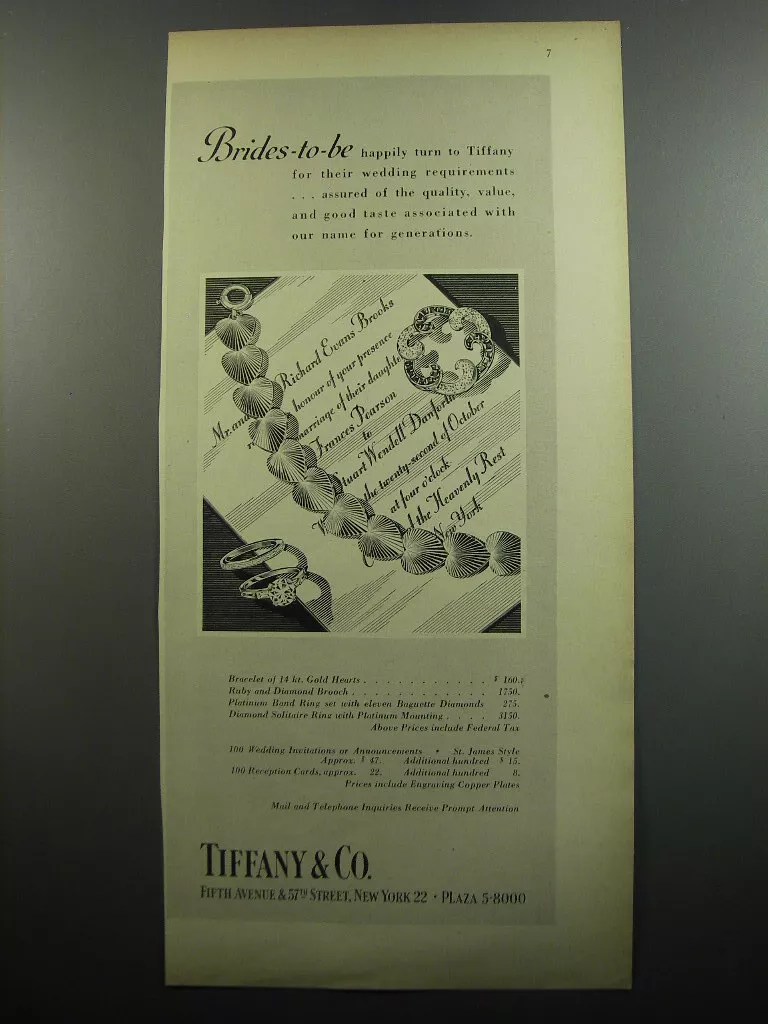 7
Brides-to-be happily turn to Tiffany
for their wedding requirements
. . . assured of the quality, value,
and good taste associated with
our name for generations.
Mr. and Richard Evans Brooks
honour of your presence
marriage of their daughte
Frances Pearson
to
Stuart Wendell Danforth
the twenty-second of October
at four o'clock
f the Heavenly Rest
New York
Bracelet of 14 kt. Gold Hearts . . . . . . . . . . . . $ 160.
Ruby and Diamond Brooch . . . . . . . . . . . . . 1750.
Platinum Band Ring set with eleven Baguette Diamonds 275.
Diamond Solitaire Ring with Platinum Mounting . . . . 3150.
Above Prices include Federal Tax
100 Wedding Invitations or Announcements • St. James Style
Approx. $ 47. Additional hundred $ 15.
100 Reception Cards, approx. 22. Additional hundred 8.
Prices include Engraving Copper Plates
Mail and Telephone Inquiries Receive Prompt Attention
TIFFANY & CO.
FIFTH AVENUE & 57TH STREET, NEW YORK 22 • PLAZA 5-8000